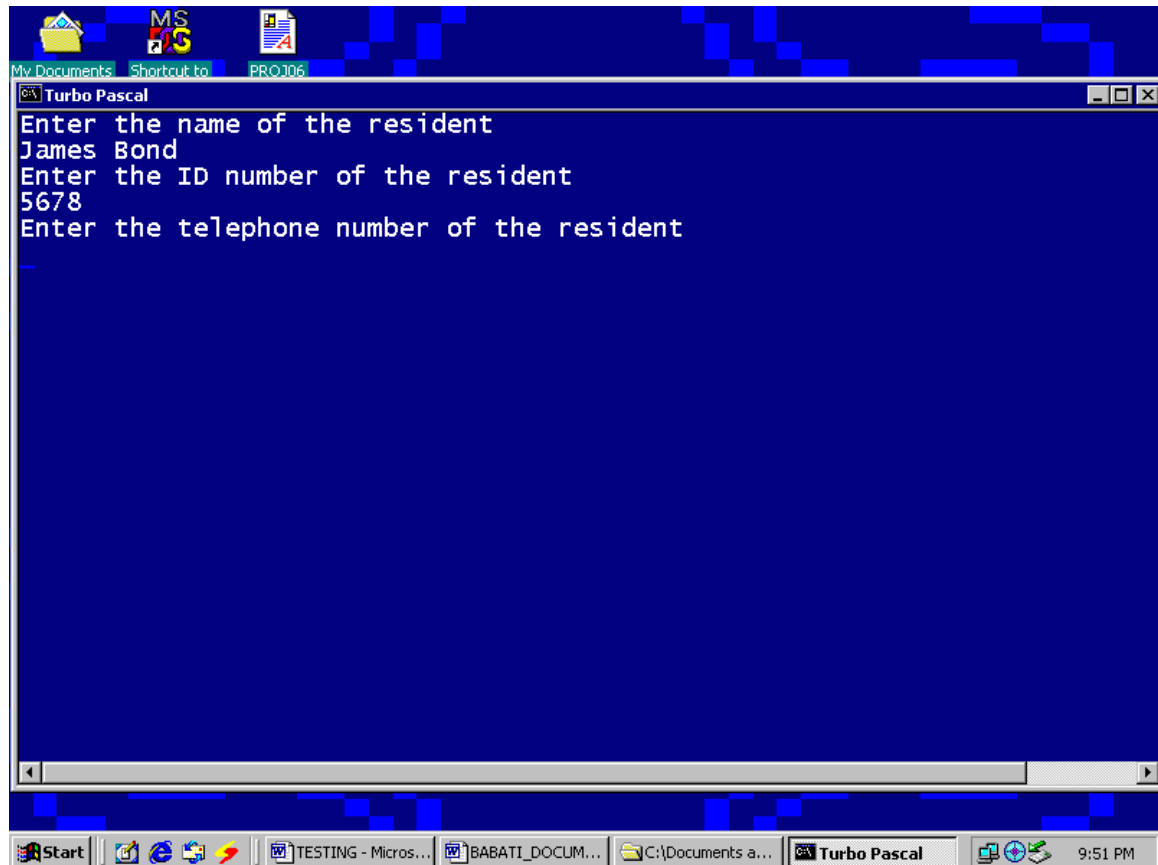 MS
My Documents
Shortcut to
PROJ06
Turbo Pascal
Enter the name of the resident
James Bond
Enter the ID number of the resident
5678
Enter the telephone number of the resident
Start
TESTING - Micros...
BABATI_DOCUM...
C:\Documents a...
Turbo Pascal
9:51 PM